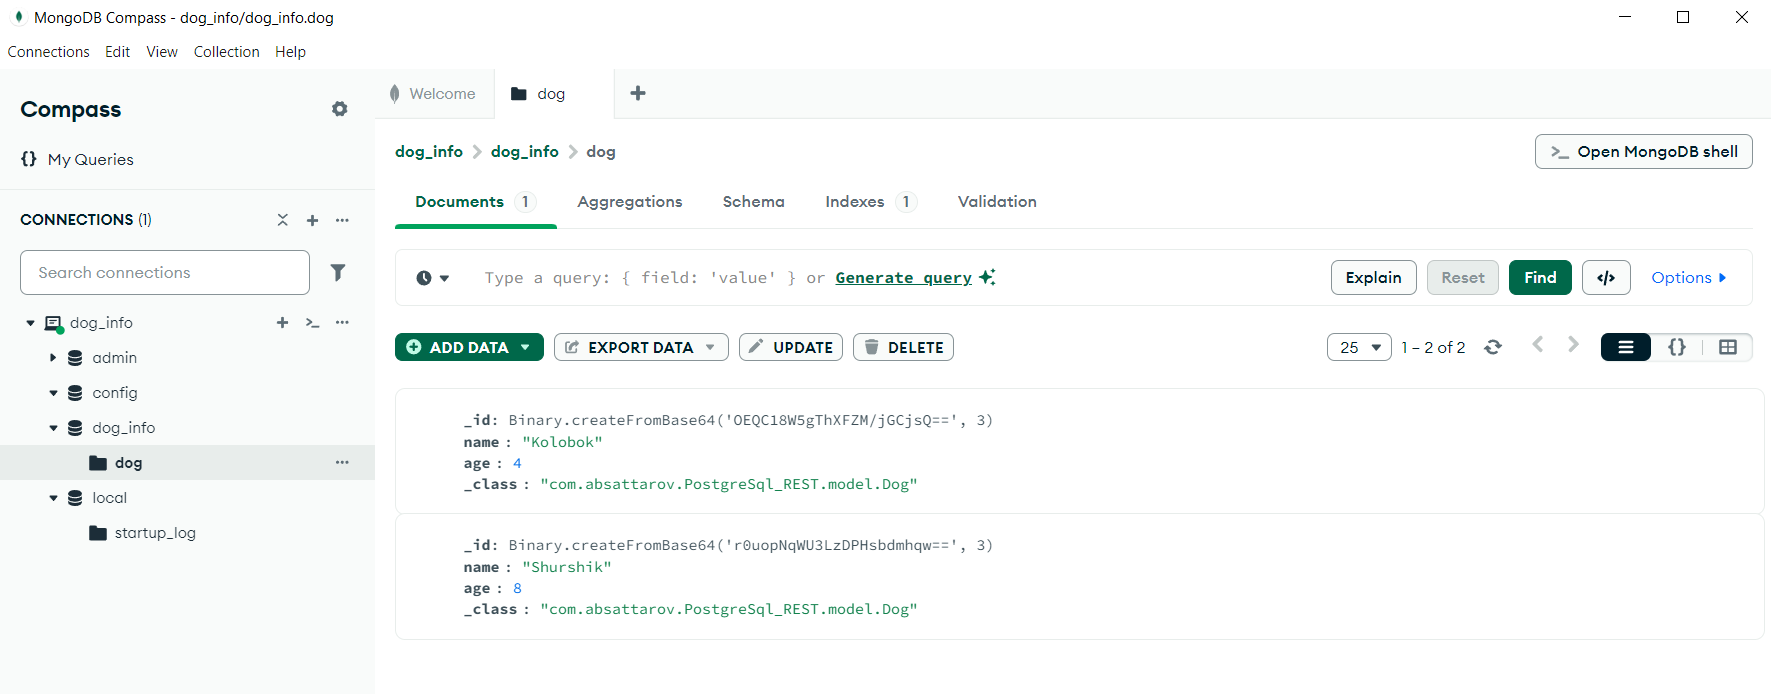 MongoDB Compass - dog_info/dog_info.dog
Connections Edit View Collection Help
Compass
My Queries
CONNECTIONS (1)
Search connections
dog_info
admin
config
dog_info
dog
local
startup_log
Welcome
dog
dog_info > dog_info > dog
>_ Open MongoDB shell
Documents 1 Aggregations Schema Indexes 1 Validation
Type a query: { field: 'value' } or Generate query
Explain Reset Find </> Options
ADD DATA EXPORT DATA UPDATE DELETE
25 1 – 2 of 2 {}
_id: Binary.createFromBase64('OEQC18W5gThXFZM/jGCjsQ==', 3)
name : "Kolobok"
age : 4
_class : "com.absattarov.PostgreSql_REST.model.Dog"
_id: Binary.createFromBase64('r0uopNqWU3LzDPHsbdmhqw==', 3)
name : "Shurshik"
age : 8
_class : "com.absattarov.PostgreSql_REST.model.Dog"